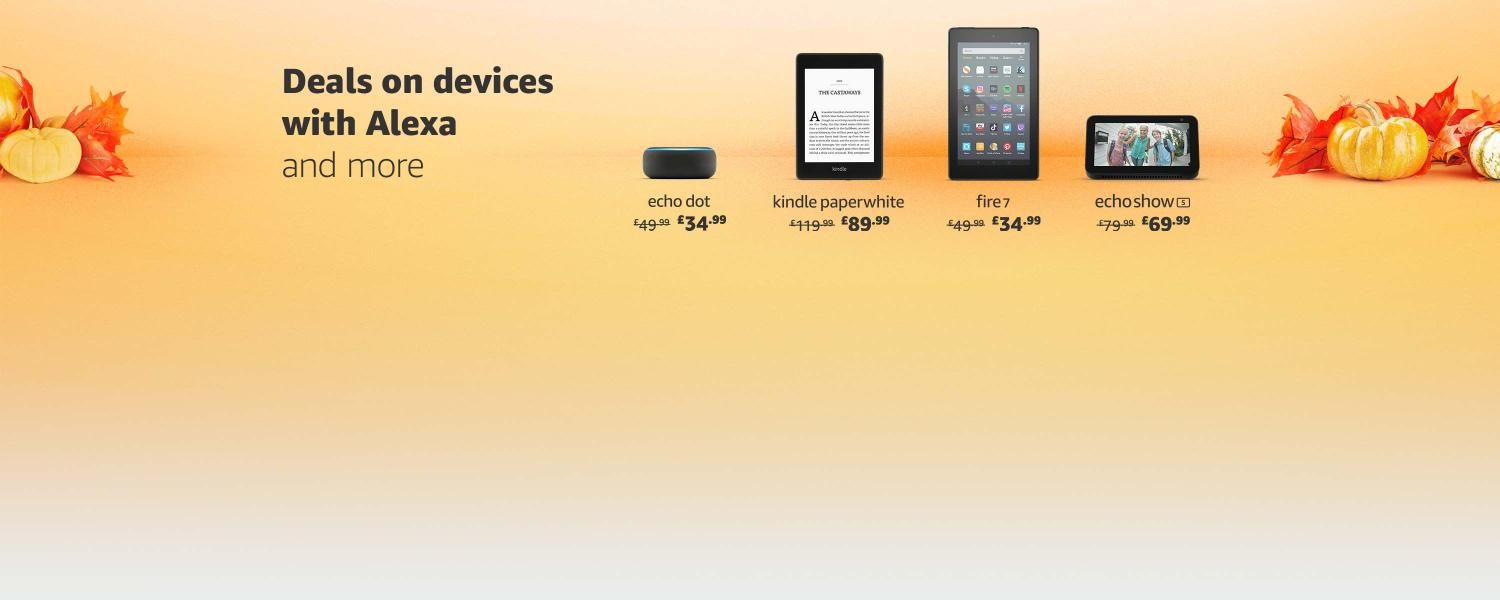 Deals on devices
with Alexa
and more
THE CASTAWAYS
A
kindle
echo dot
£49.99 £34.99
kindle paperwhite
£119.99 £89.99
fire 7
£49.99 £34.99
echo show 5
£79.99 £69.99